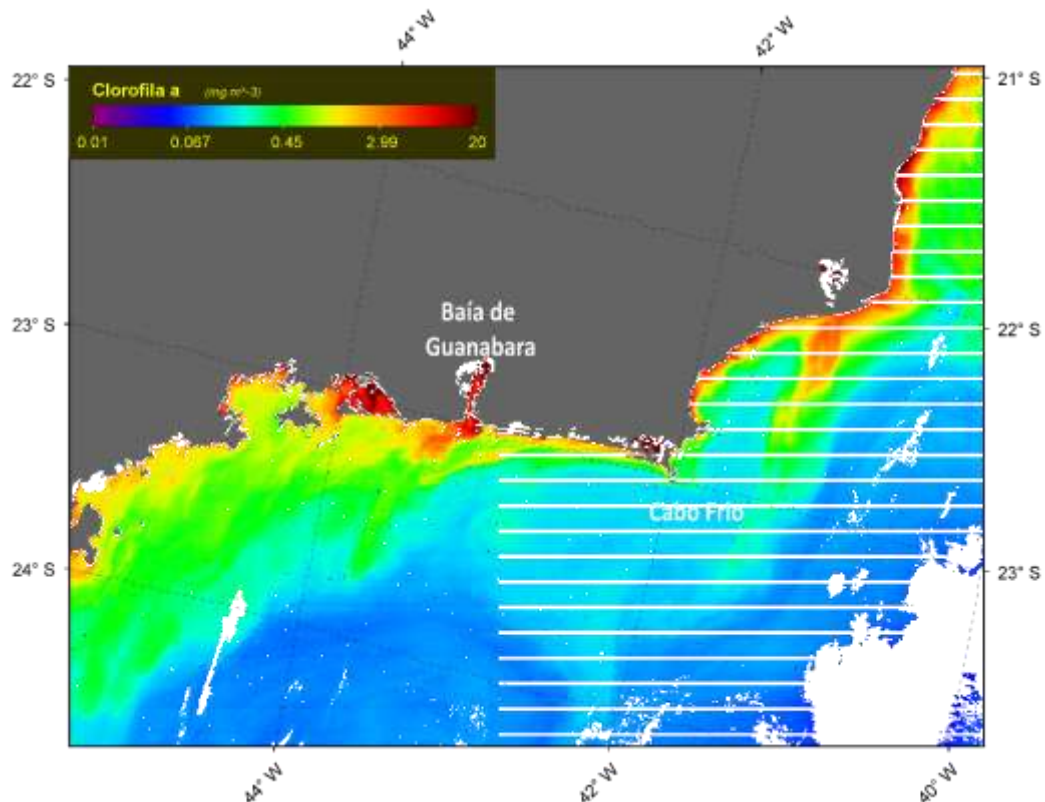 44° W
42° W
22° S
21° S
Clorofila a (mg m^-3)
0.01 0.067 0.45 2.99 20
Baía de
Guanabara
23° S
22° S
Cabo Frio
24° S
23° S
44° W
42° W
40° W